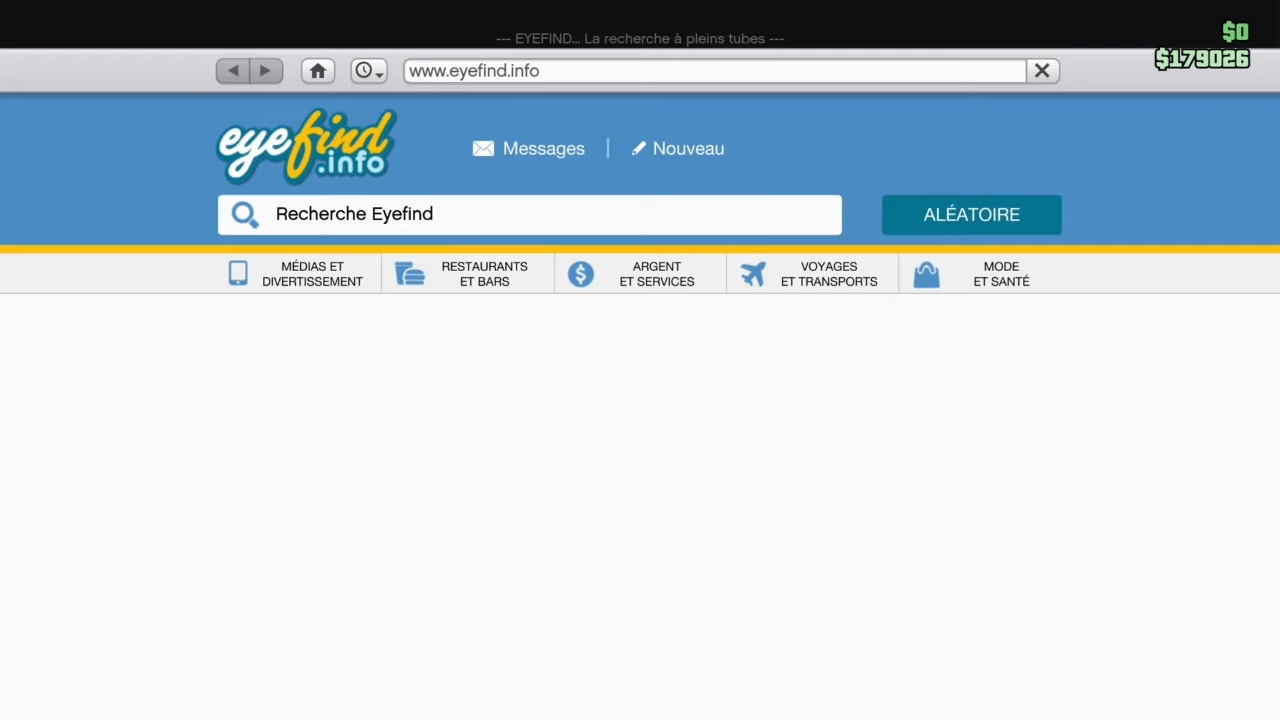 --- EYEFIND... La recherche à pleins tubes ---
$0
$179026
www.eyefind.info
eyefind
.info
Messages
Nouveau
Recherche Eyefind
ALÉATOIRE
MÉDIAS ET
DIVERTISSEMENT
RESTAURANTS
ET BARS
ARGENT
ET SERVICES
VOYAGES
ET TRANSPORTS
MODE
ET SANTÉ